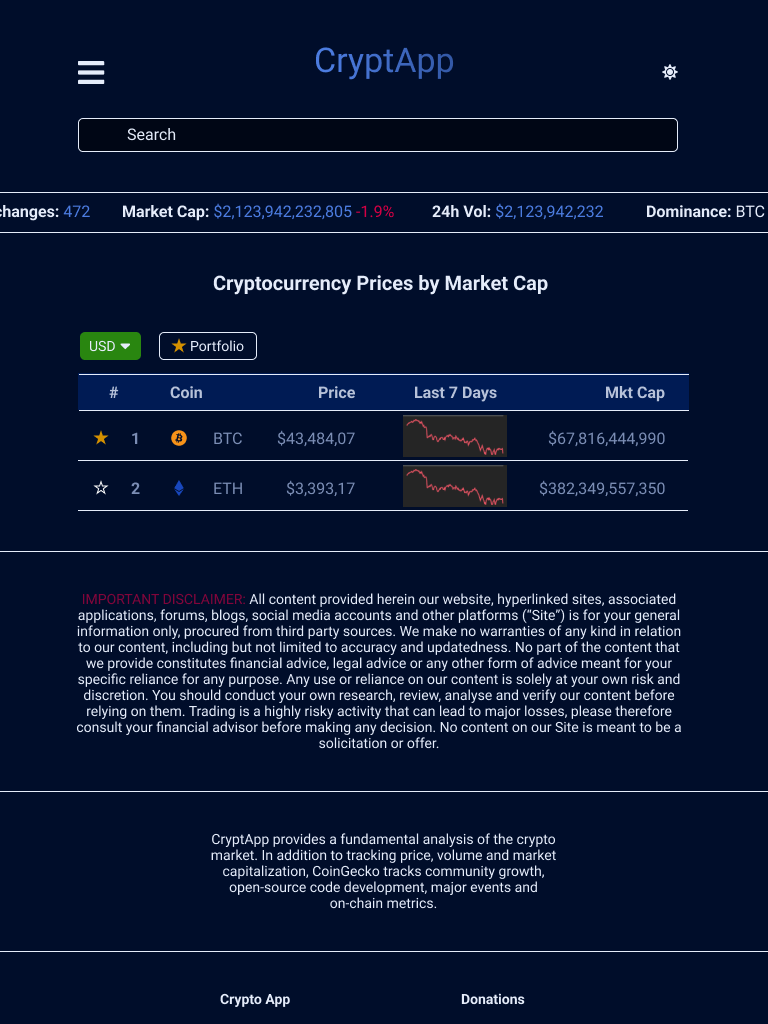 CryptApp
Search
changes: 472 Market Cap: $2,123,942,232,805 -1.9% 24h Vol: $2,123,942,232 Dominance: BTC
Cryptocurrency Prices by Market Cap
USD Portfolio
# Coin Price Last 7 Days Mkt Cap
1 BTC $43,484,07 $67,816,444,990
2 ETH $3,393,17 $382,349,557,350
IMPORTANT DISCLAIMER: All content provided herein our website, hyperlinked sites, associated
applications, forums, blogs, social media accounts and other platforms (“Site”) is for your general
information only, procured from third party sources. We make no warranties of any kind in relation
to our content, including but not limited to accuracy and updatedness. No part of the content that
we provide constitutes financial advice, legal advice or any other form of advice meant for your
specific reliance for any purpose. Any use or reliance on our content is solely at your own risk and
discretion. You should conduct your own research, review, analyse and verify our content before
relying on them. Trading is a highly risky activity that can lead to major losses, please therefore
consult your financial advisor before making any decision. No content on our Site is meant to be a
solicitation or offer.
CryptApp provides a fundamental analysis of the crypto
market. In addition to tracking price, volume and market
capitalization, CoinGecko tracks community growth,
open-source code development, major events and
on-chain metrics.
Crypto App Donations